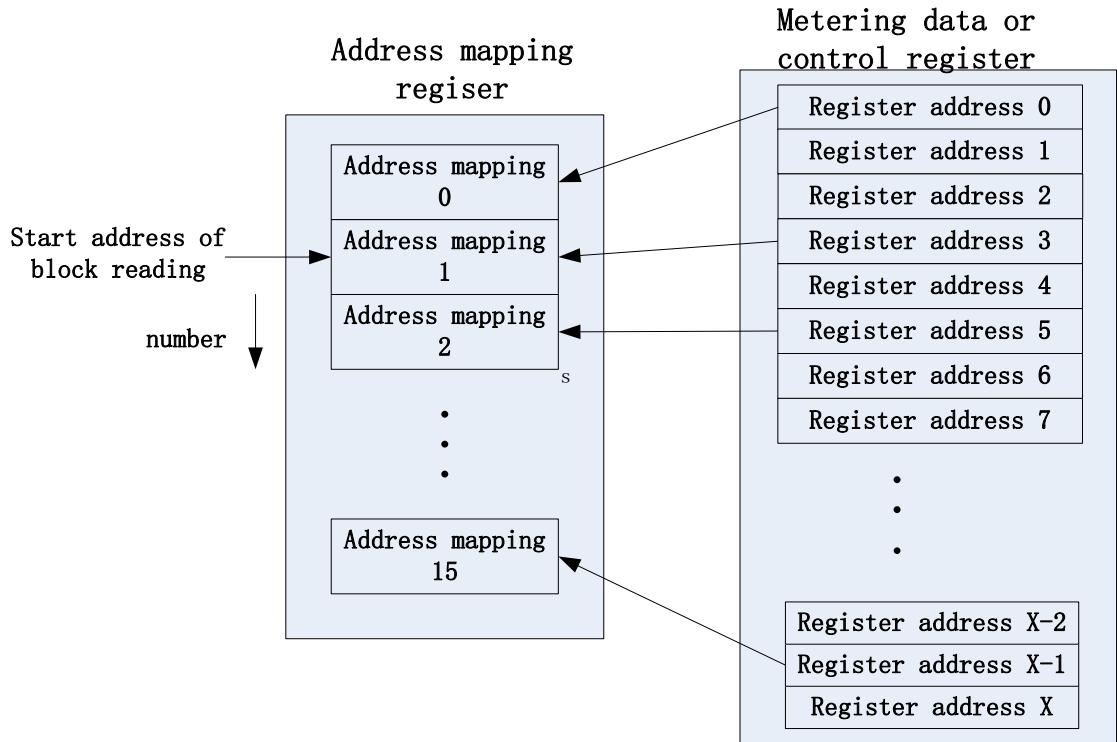 Address mapping
regiser
Metering data or
control register
Start address of
block reading
number
Address mapping
0
Address mapping
1
Address mapping
2
s
Address mapping
15
Register address 0
Register address 1
Register address 2
Register address 3
Register address 4
Register address 5
Register address 6
Register address 7
Register address X-2
Register address X-1
Register address X